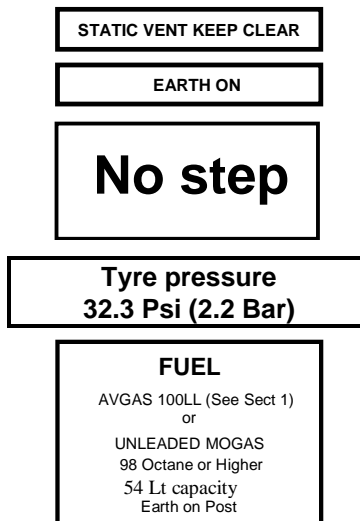 STATIC VENT KEEP CLEAR
EARTH ON
No step
Tyre pressure
32.3 Psi (2.2 Bar)
FUEL
AVGAS 100LL (See Sect 1)
or
UNLEADED MOGAS
98 Octane or Higher
54 Lt capacity
Earth on Post